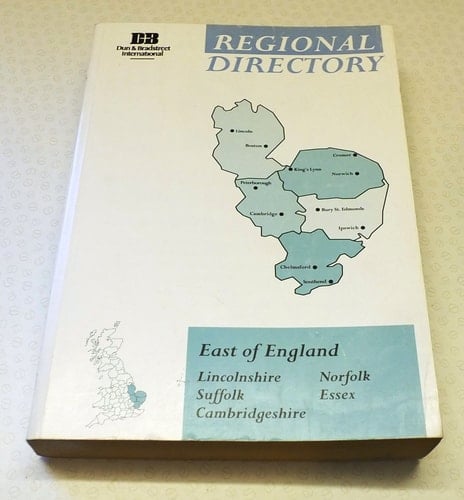 DB
Dun & Bradstreet
International
REGIONAL
DIRECTORY
Lincoln
Boston
Cromer
King's Lynn
Norwich
Peterborough
Bury St. Edmunds
Cambridge
Ipswich
Chelmsford
Southend
East of England
Lincolnshire Norfolk
Suffolk Essex
Cambridgeshire